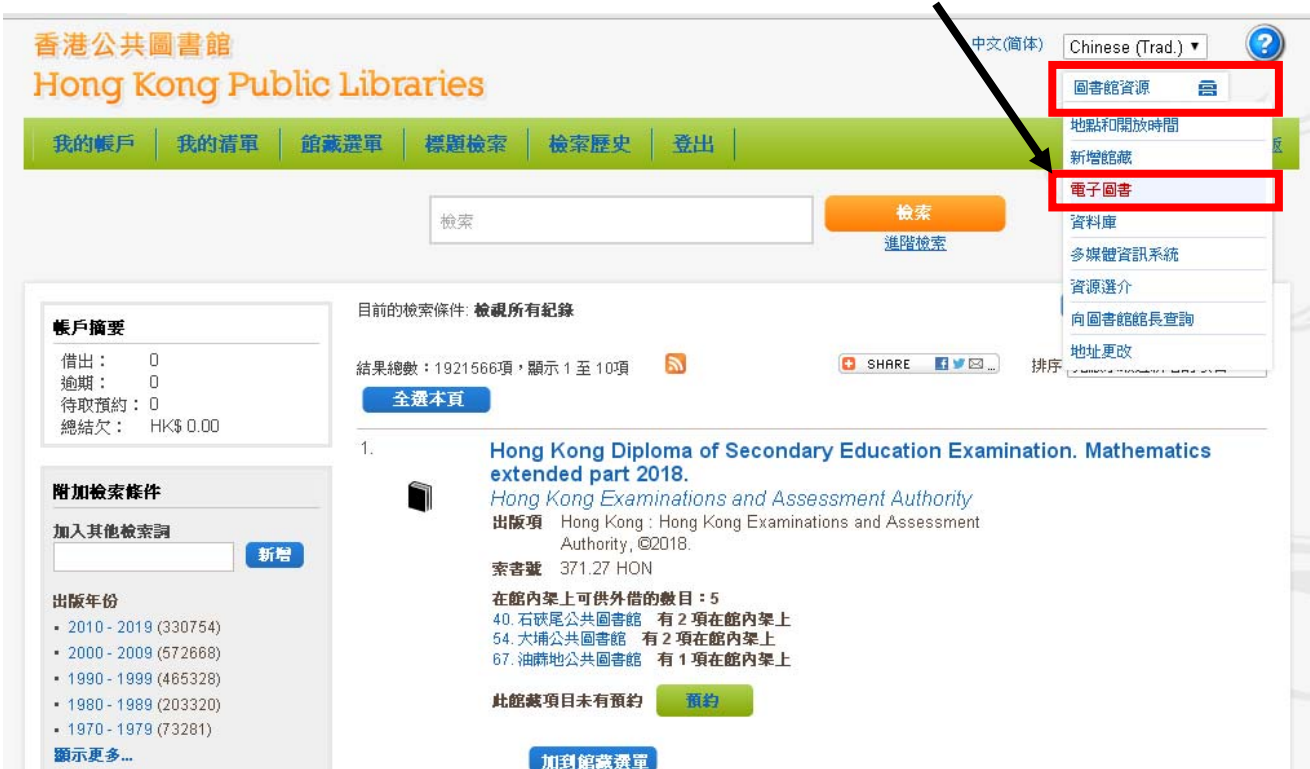 香港公共圖書館
Hong Kong Public Libraries
中文(简体)
Chinese (Trad.)
?
圖書館資源
地點和開放時間
新增館藏
電子圖書
資料庫
多媒體資訊系統
資源選介
向圖書館館長查詢
地址更改
我的帳戶
我的清單
館藏選單
標題檢索
檢索歷史
登出
版
檢索
檢索
進階檢索
帳戶摘要
借出： 0
逾期： 0
待取預約： 0
總結欠： HK$ 0.00
附加檢索條件
加入其他檢索詞
新增
出版年份
▪ 2010 - 2019 (330754)
▪ 2000 - 2009 (572668)
▪ 1990 - 1999 (465328)
▪ 1980 - 1989 (203320)
▪ 1970 - 1979 (73281)
顯示更多...
目前的檢索條件: 檢視所有紀錄
結果總數：1921566項，顯示 1 至 10項
SHARE ...
排序
全選本頁
1.
Hong Kong Diploma of Secondary Education Examination. Mathematics
extended part 2018.
Hong Kong Examinations and Assessment Authority
出版項 Hong Kong : Hong Kong Examinations and Assessment
Authority, ©2018.
索書號 371.27 HON
在館內架上可供外借的數目：5
40. 石硤尾公共圖書館 有 2 項在館內架上
54. 大埔公共圖書館 有 2 項在館內架上
67. 油蔴地公共圖書館 有 1 項在館內架上
此館藏項目未有預約
預約
加到館藏選單